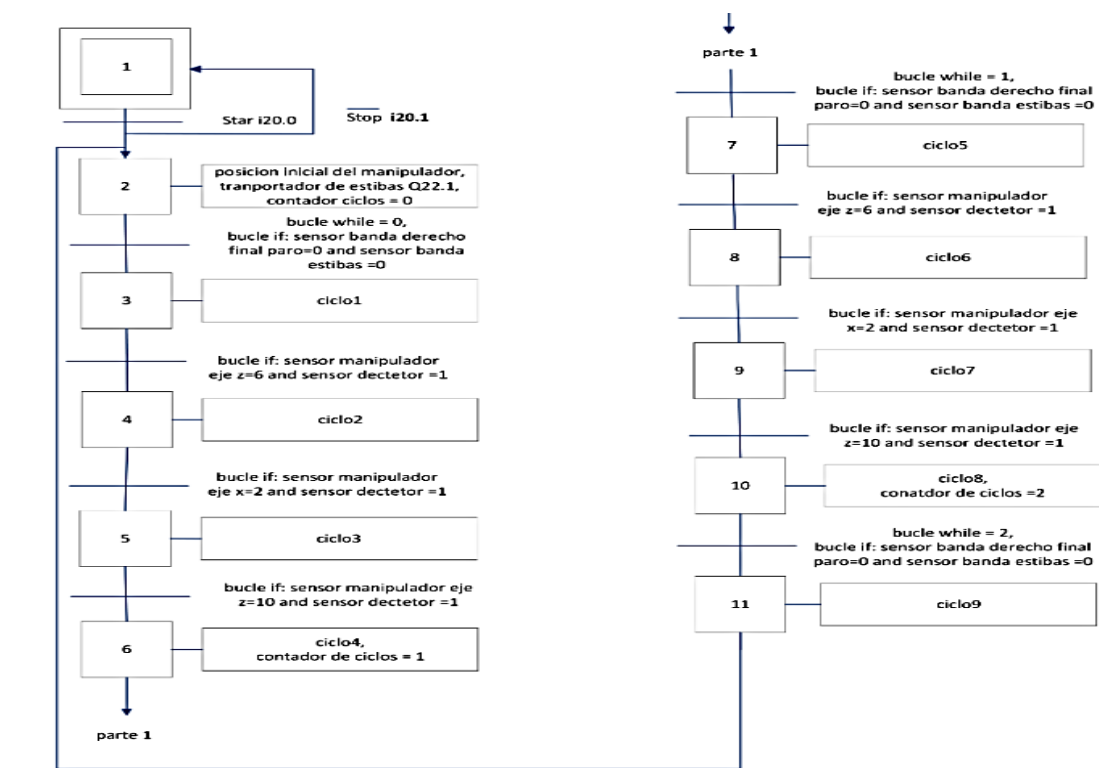 1
Star i20.0
Stop i20.1
2
posicion inicial del manipulador,
tranportador de estibas Q22.1,
contador ciclos = 0
bucle while = 0,
bucle if: sensor banda derecho
final paro=0 and sensor banda
estibas =0
3
ciclo1
bucle if: sensor manipulador
eje z=6 and sensor dectetor =1
4
ciclo2
bucle if: sensor manipulador
eje x=2 and sensor dectetor =1
5
ciclo3
bucle if: sensor manipulador eje
z=10 and sensor dectetor =1
6
ciclo4,
contador de ciclos = 1
parte 1
parte 1
bucle while = 1,
bucle if: sensor banda derecho final
paro=0 and sensor banda estibas =0
7
ciclo5
bucle if: sensor manipulador
eje z=6 and sensor dectetor =1
8
ciclo6
bucle if: sensor manipulador eje
x=2 and sensor dectetor =1
9
ciclo7
bucle if: sensor manipulador eje
z=10 and sensor dectetor =1
10
ciclo8,
conatdor de ciclos =2
bucle while = 2,
bucle if: sensor banda derecho final
paro=0 and sensor banda estibas =0
11
ciclo9